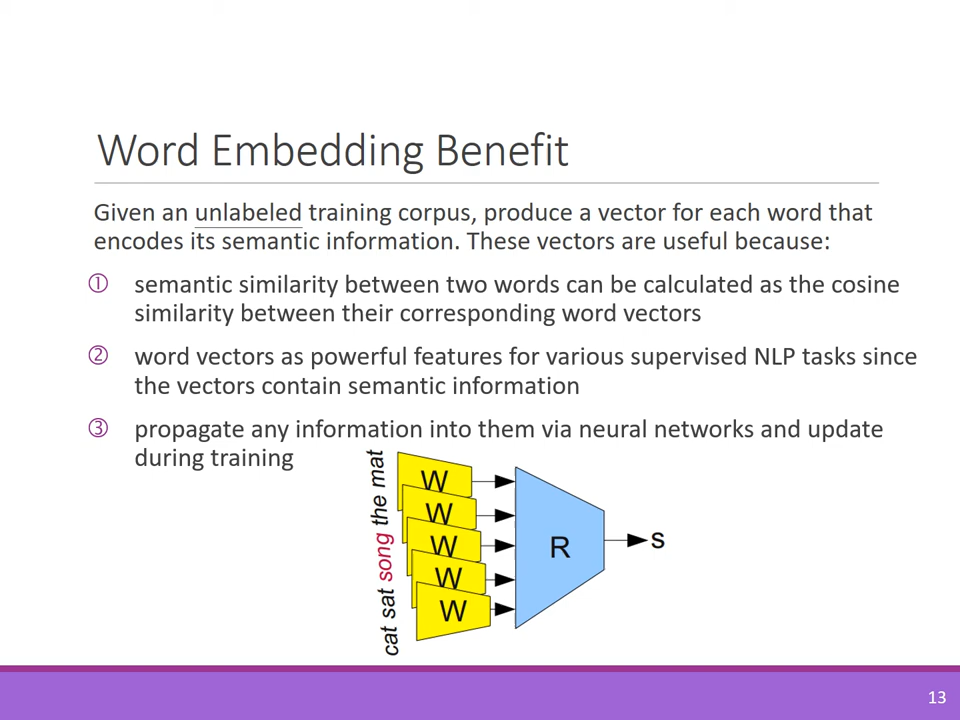 Word Embedding Benefit
Given an unlabeled training corpus, produce a vector for each word that
encodes its semantic information. These vectors are useful because:
① semantic similarity between two words can be calculated as the cosine
similarity between their corresponding word vectors
② word vectors as powerful features for various supervised NLP tasks since
the vectors contain semantic information
③ propagate any information into them via neural networks and update
during training
cat sat song the mat
W
W
W
W
W
R
s
13